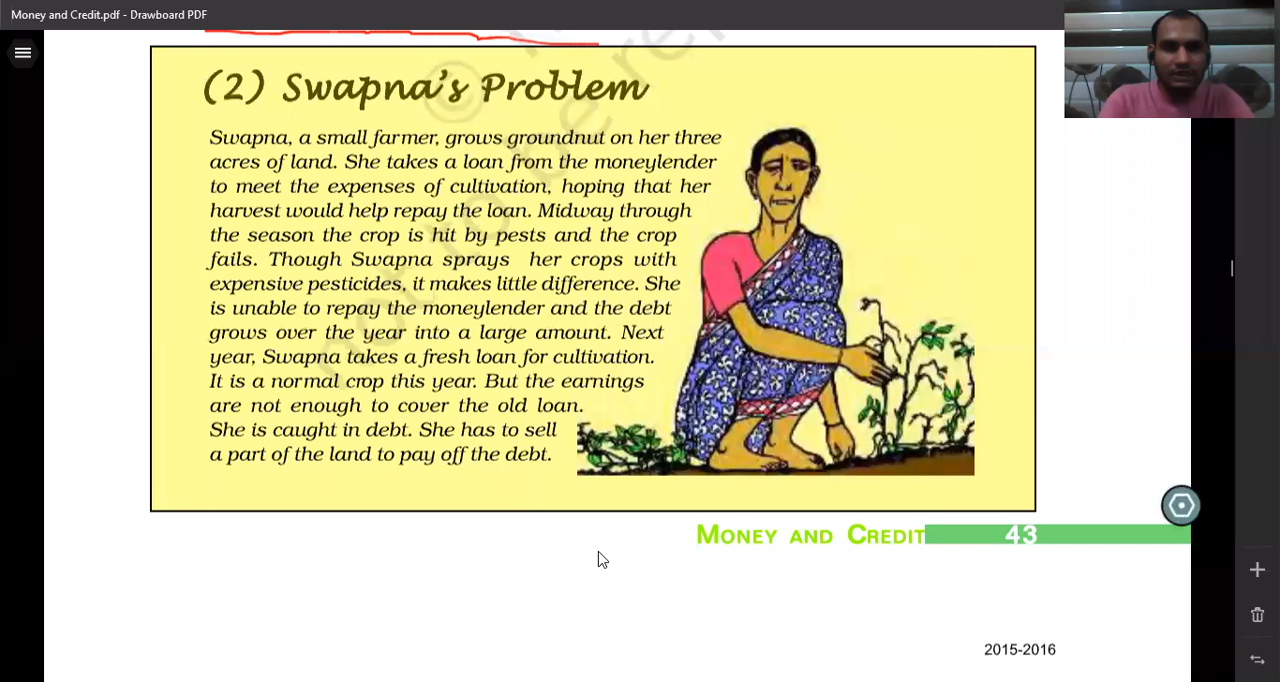 Money and Credit.pdf - Drawboard PDF
(2) Swapna's Problem
Swapna, a small farmer, grows groundnut on her three
acres of land. She takes a loan from the moneylender
to meet the expenses of cultivation, hoping that her
harvest would help repay the loan. Midway through
the season the crop is hit by pests and the crop
fails. Though Swapna sprays her crops with
expensive pesticides, it makes little difference. She
is unable to repay the moneylender and the debt
grows over the year into a large amount. Next
year, Swapna takes a fresh loan for cultivation.
It is a normal crop this year. But the earnings
are not enough to cover the old loan.
She is caught in debt. She has to sell
a part of the land to pay off the debt.
MONEY AND CREDIT 43
2015-2016
©
not to be re